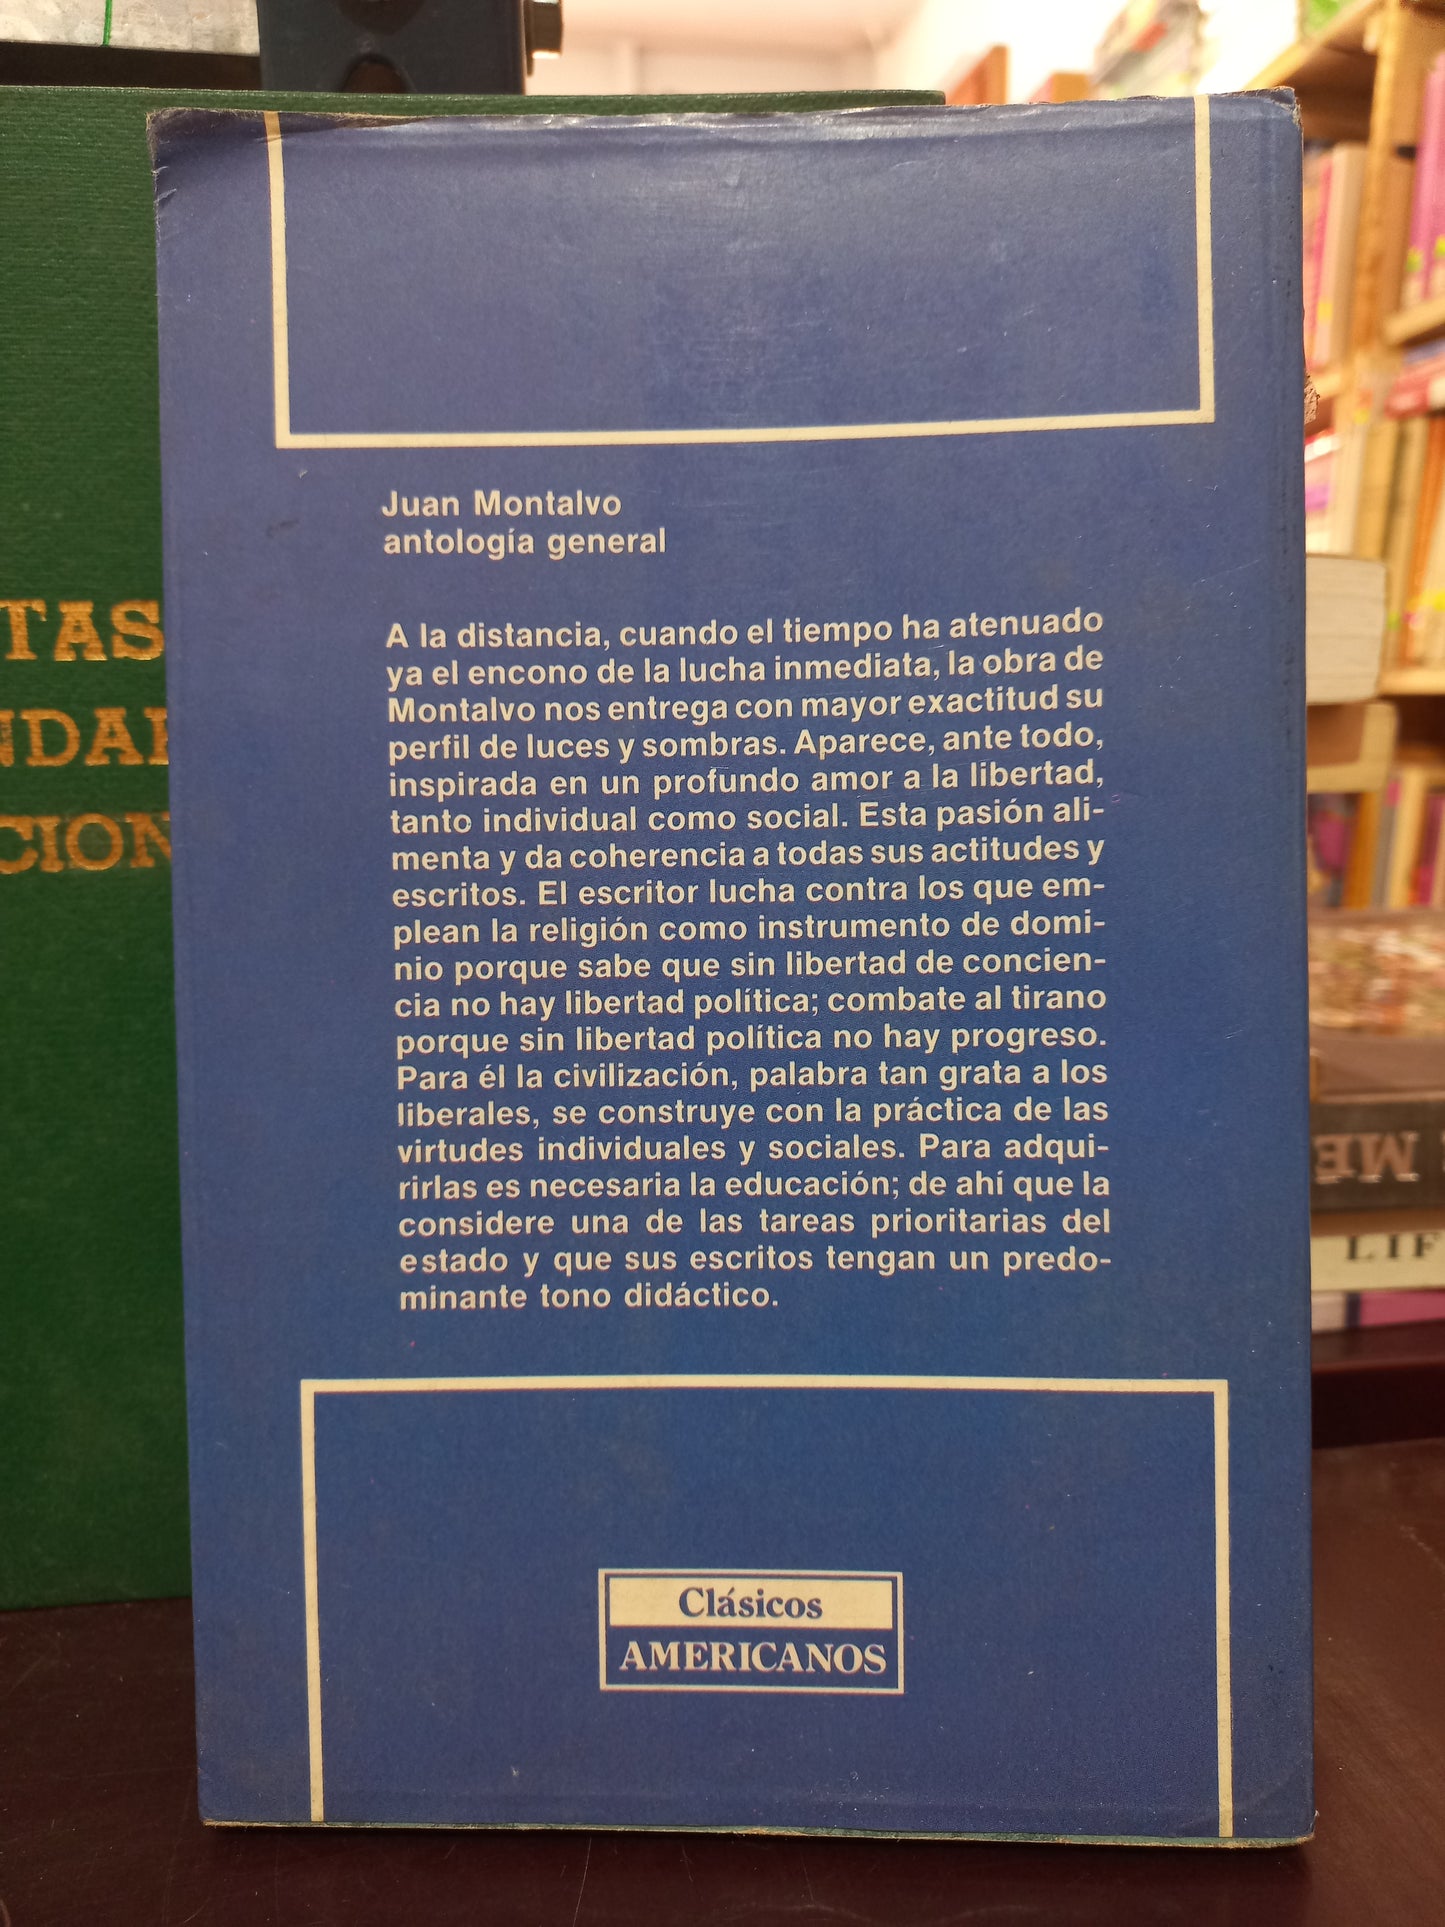 Juan Montalvo
antología general
A la distancia, cuando el tiempo ha atenuado
ya el encono de la lucha inmediata, la obra de
Montalvo nos entrega con mayor exactitud su
perfil de luces y sombras. Aparece, ante todo,
inspirada en un profundo amor a la libertad,
tanto individual como social. Esta pasión ali-
menta y da coherencia a todas sus actitudes y
escritos. El escritor lucha contra los que em-
plean la religión como instrumento de domi-
nio porque sabe que sin libertad de concien-
cia no hay libertad política; combate al tirano
porque sin libertad política no hay progreso.
Para él la civilización, palabra tan grata a los
liberales, se construye con la práctica de las
virtudes individuales y sociales. Para adqui-
rirlas es necesaria la educación; de ahí que la
considere una de las tareas prioritarias del
estado y que sus escritos tengan un predo-
minante tono didáctico.
Clásicos
AMERICANOS
TAS
NDAR
CION
ME
LIF